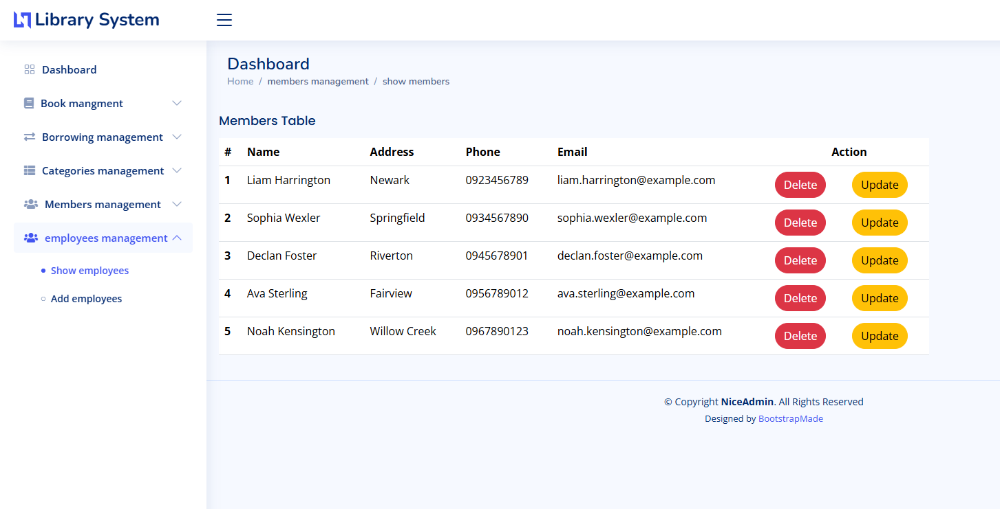 Library System
Dashboard
Book mangment
Borrowing management
Categories management
Members management
employees management
Show employees
Add employees
Dashboard
Home / members management / show members
Members Table
# Name Address Phone Email Action
1 Liam Harrington Newark 0923456789 liam.harrington@example.com Delete Update
2 Sophia Wexler Springfield 0934567890 sophia.wexler@example.com Delete Update
3 Declan Foster Riverton 0945678901 declan.foster@example.com Delete Update
4 Ava Sterling Fairview 0956789012 ava.sterling@example.com Delete Update
5 Noah Kensington Willow Creek 0967890123 noah.kensington@example.com Delete Update
© Copyright NiceAdmin. All Rights Reserved
Designed by BootstrapMade